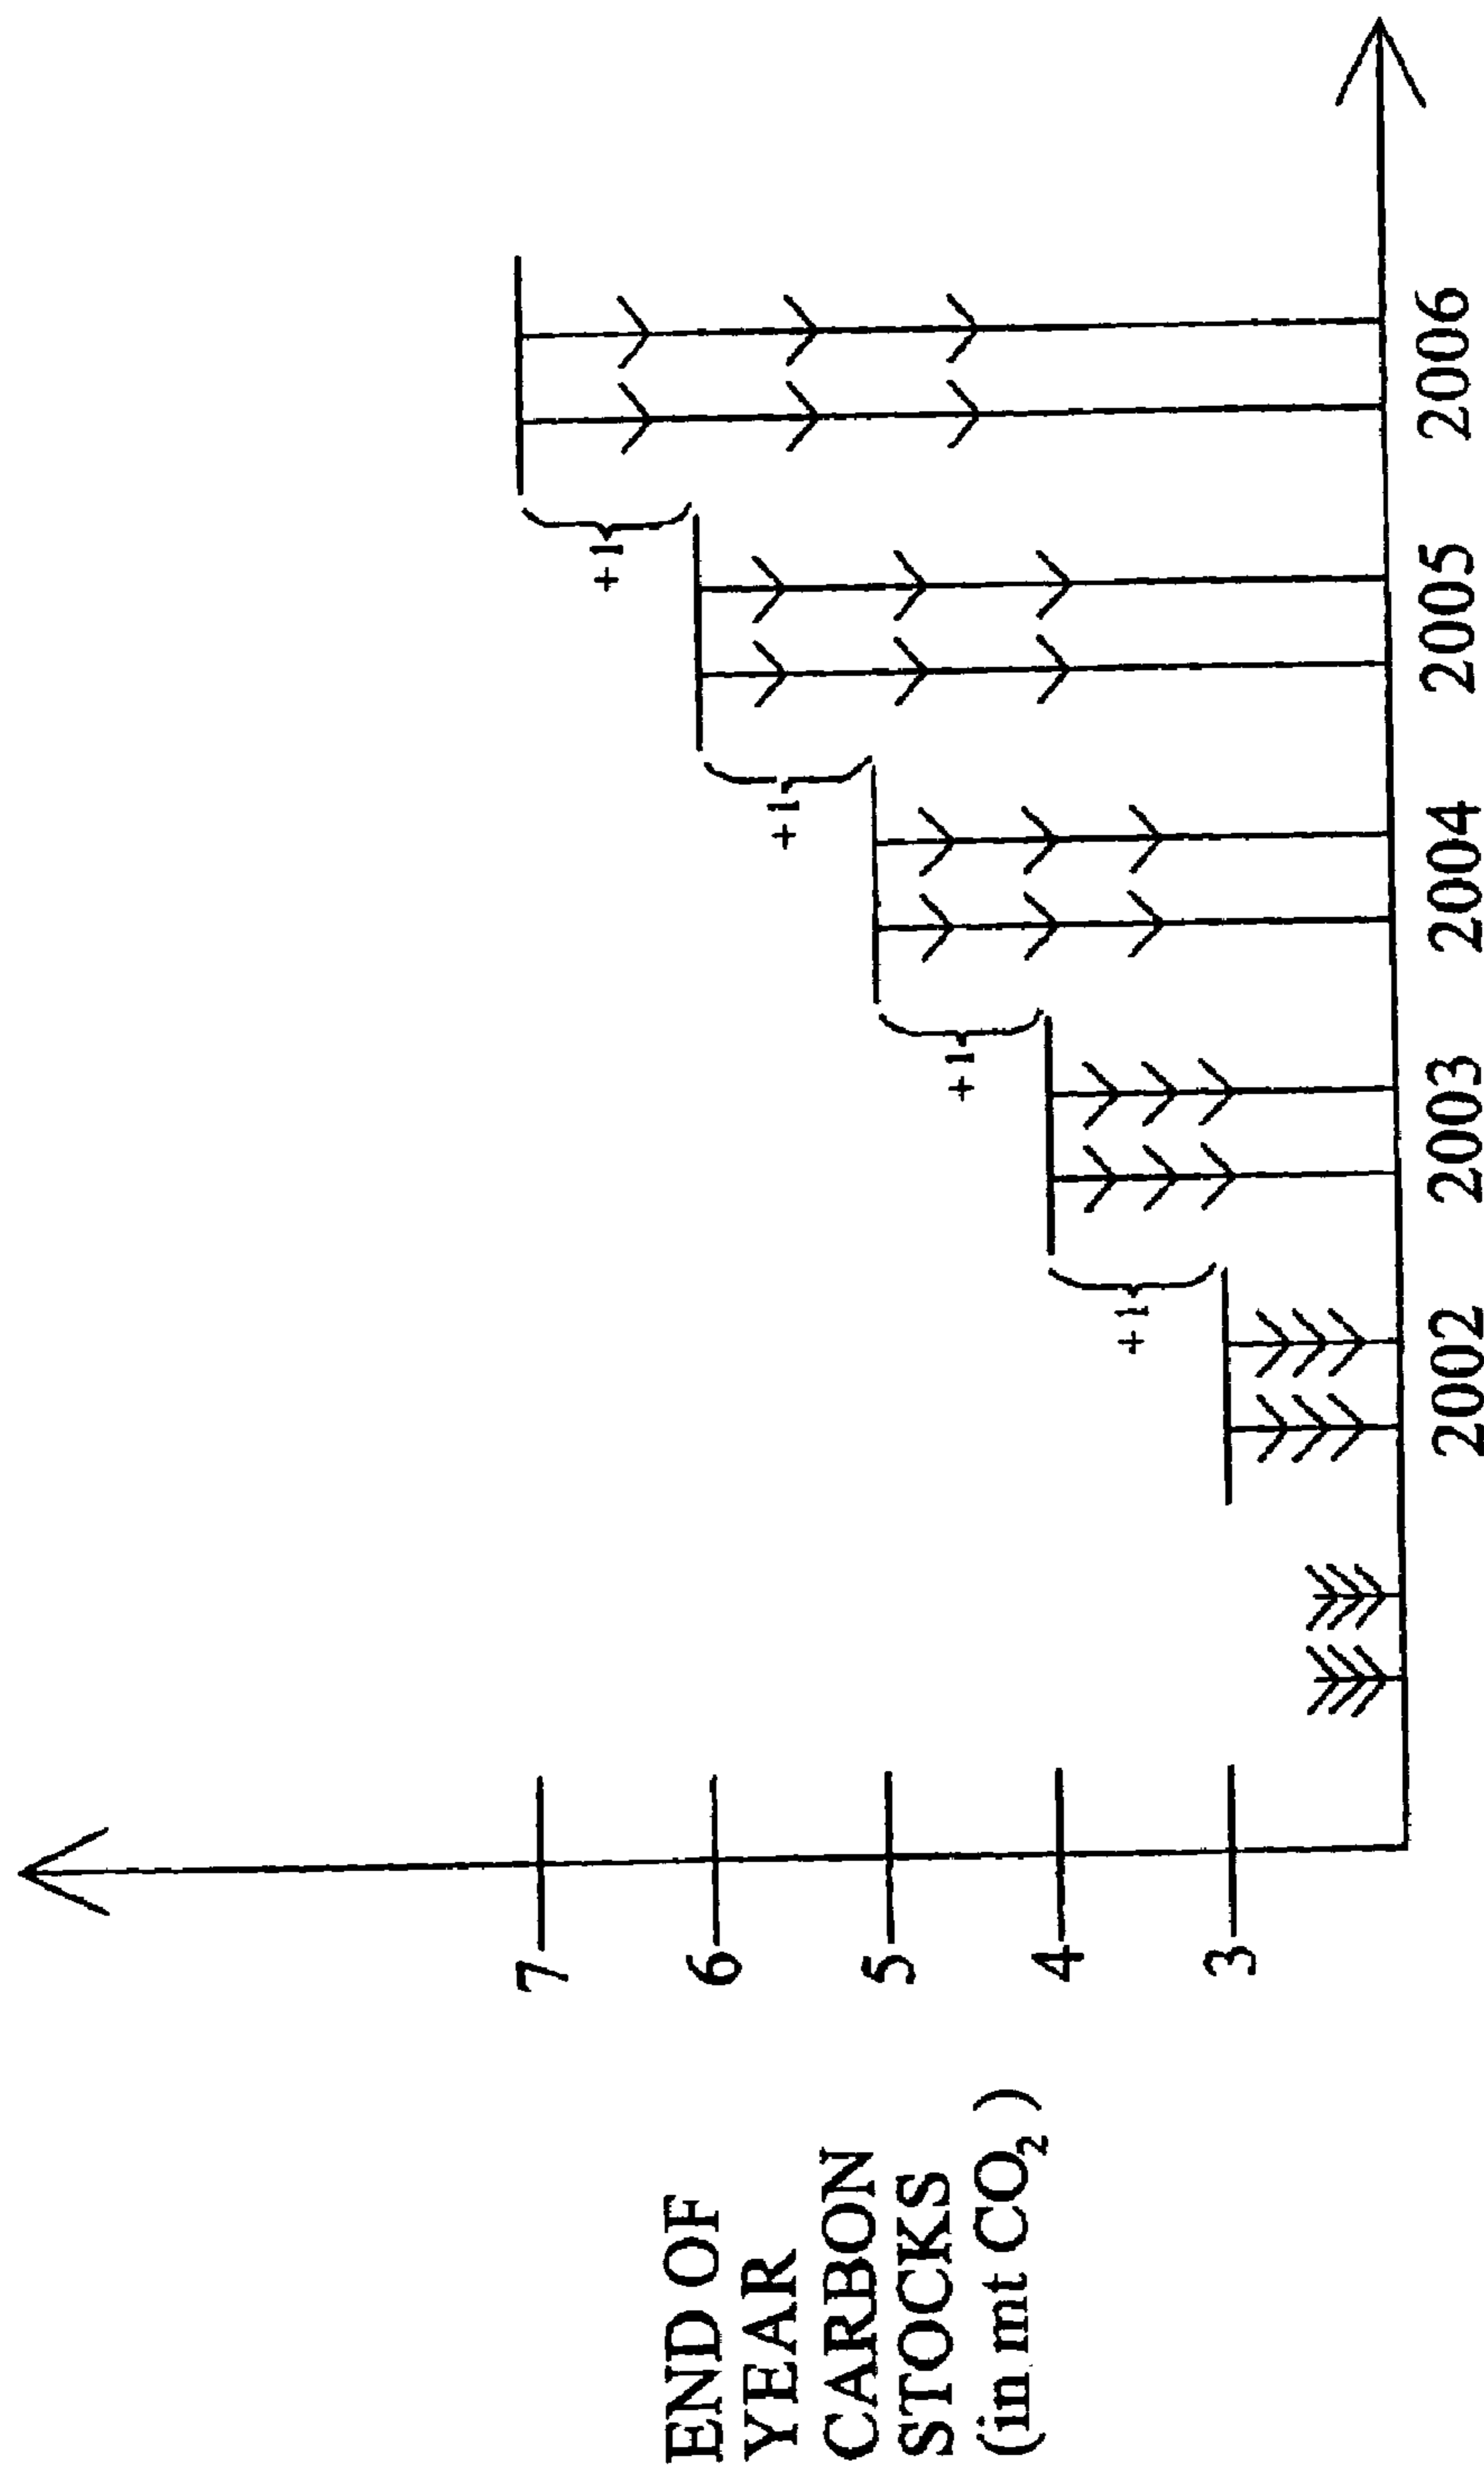 END OF
YEAR
CARBON
STOCKS
(in mt CO₂ )
7
6
5
4
3
+1
+1
+1
+1
2002
2003
2004
2005
2006